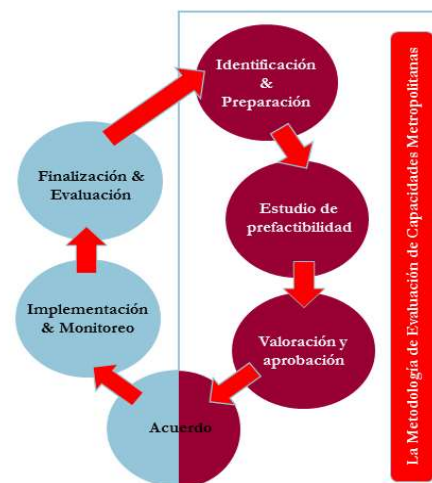 Identificación
&
Preparación
Estudio de
prefactibilidad
Valoración y
aprobación
Acuerdo
Implementación
& Monitoreo
Finalización &
Evaluación
La Metodología de Evaluación de Capacidades Metropolitanas